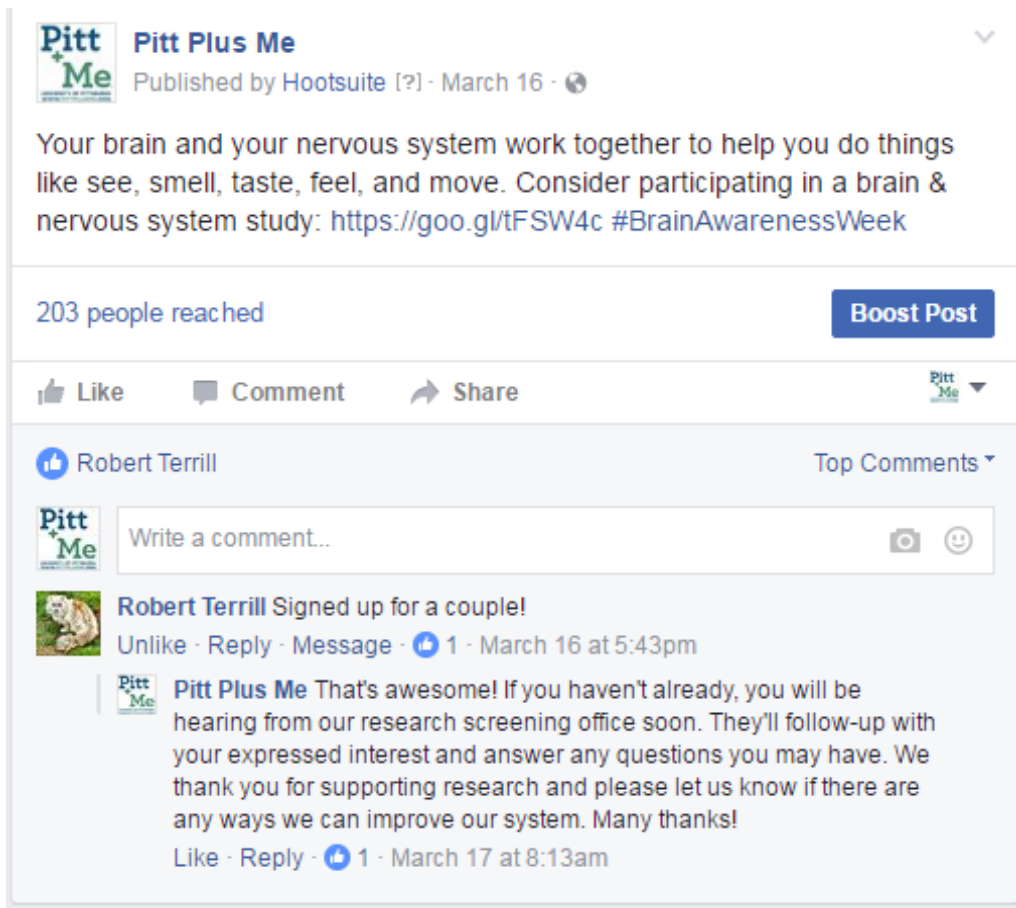 Pitt
+Me
Pitt Plus Me
Published by Hootsuite [?] · March 16 ·
Your brain and your nervous system work together to help you do things
like see, smell, taste, feel, and move. Consider participating in a brain &
nervous system study: https://goo.gl/tFSW4c #BrainAwarenessWeek
203 people reached
Boost Post
Like Comment Share
Pitt
+Me
Robert Terrill
Top Comments
Pitt
+Me
Write a comment...
Robert Terrill Signed up for a couple!
Unlike · Reply · Message · 1 · March 16 at 5:43pm
Pitt
+Me
Pitt Plus Me That's awesome! If you haven't already, you will be
hearing from our research screening office soon. They'll follow-up with
your expressed interest and answer any questions you may have. We
thank you for supporting research and please let us know if there are
any ways we can improve our system. Many thanks!
Like · Reply · 1 · March 17 at 8:13am